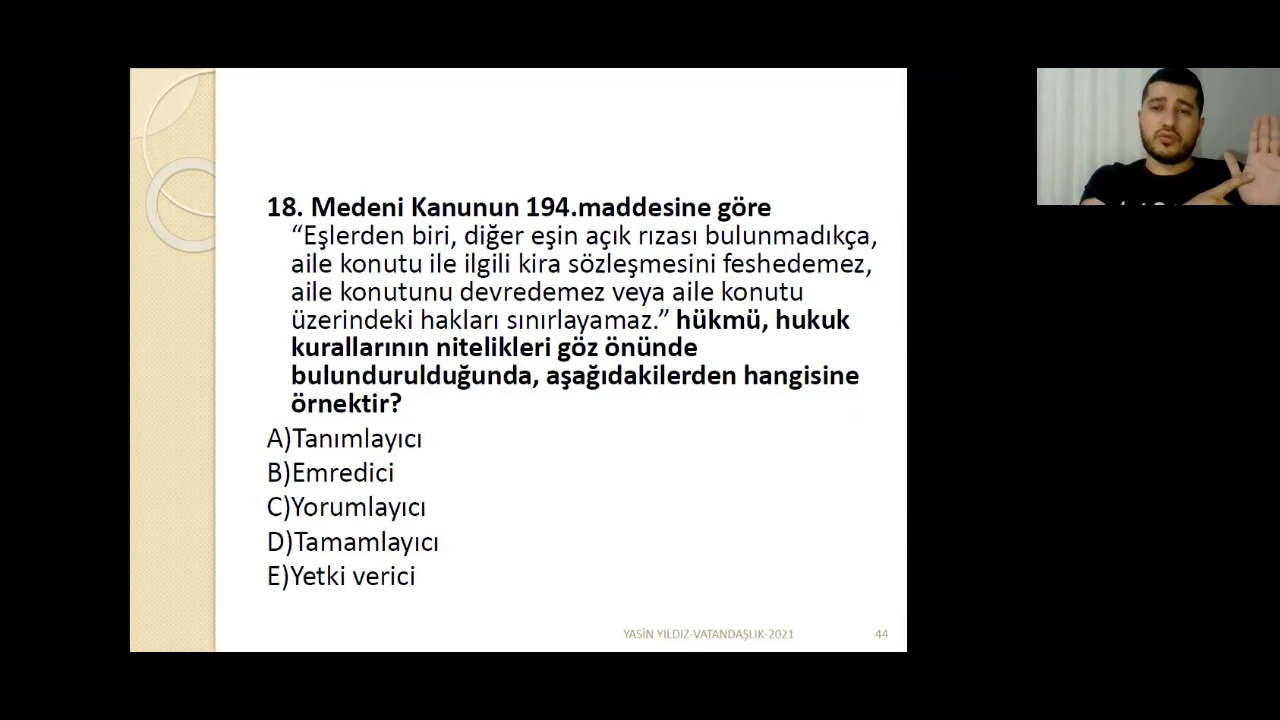 18. Medeni Kanunun 194.maddesine göre
“Eşlerden biri, diğer eşin açık rızası bulunmadıkça,
aile konutu ile ilgili kira sözleşmesini feshedemez,
aile konutunu devredemez veya aile konutu
üzerindeki hakları sınırlayamaz.” hükmü, hukuk
kurallarının nitelikleri göz önünde
bulundurulduğunda, aşağıdakilerden hangisine
örnektir?
A)Tanımlayıcı
B)Emredici
C)Yorumlayıcı
D)Tamamlayıcı
E)Yetki verici
YASİN YILDIZ-VATANDAŞLIK-2021
44